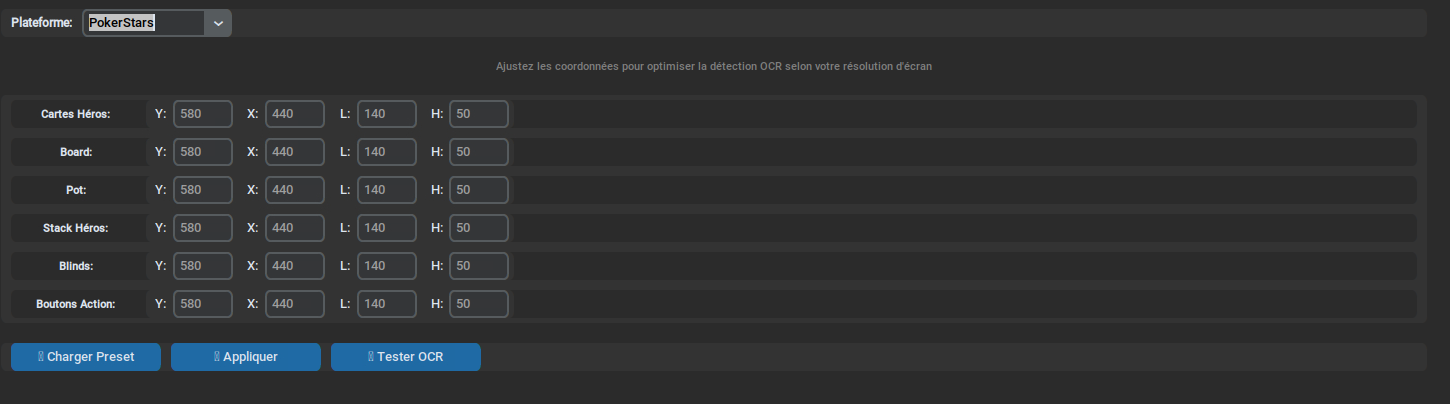 Plateforme: PokerStars
Ajustez les coordonnées pour optimiser la détection OCR selon votre résolution d'écran
Cartes Héros: Y: 580 X: 440 L: 140 H: 50
Board: Y: 580 X: 440 L: 140 H: 50
Pot: Y: 580 X: 440 L: 140 H: 50
Stack Héros: Y: 580 X: 440 L: 140 H: 50
Blinds: Y: 580 X: 440 L: 140 H: 50
Boutons Action: Y: 580 X: 440 L: 140 H: 50
Charger Preset Appliquer Tester OCR